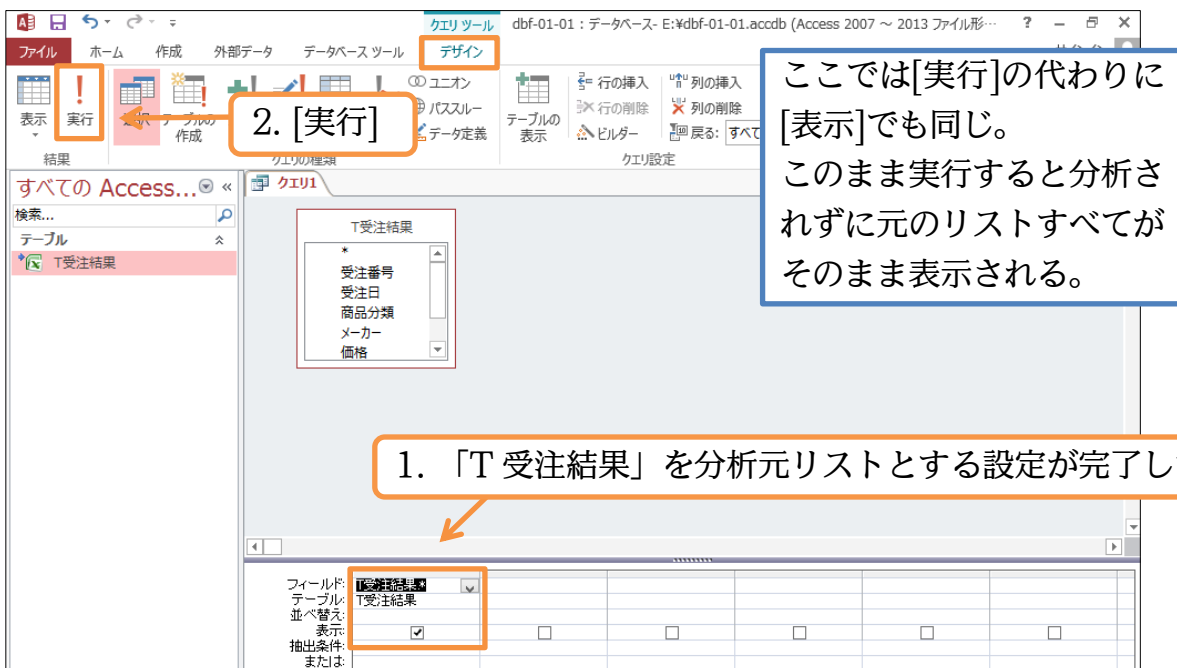 クエリ ツール
dbf-01-01 : データベース- E:¥dbf-01-01.accdb (Access 2007 ~ 2013 ファイル形…
ファイル
ホーム
作成
外部データ
データベース ツール
デザイン
表示
実行
テーブルの
作成
ユニオン
パススルー
データ定義
テーブルの
表示
行の挿入
行の削除
ビルダー
列の挿入
列の削除
戻る:
結果
クエリの種類
クエリ設定
2. [実行]
ここでは[実行]の代わりに
[表示]でも同じ。
このまま実行すると分析さ
れずに元のリストすべてが
そのまま表示される。
すべての Access...
検索...
テーブル
T受注結果
クエリ1
T受注結果
*
受注番号
受注日
商品分類
メーカー
価格
1. 「T 受注結果」を分析元リストとする設定が完了し
フィールド: T受注結果.*
テーブル: T受注結果
並べ替え:
表示:
抽出条件:
または: